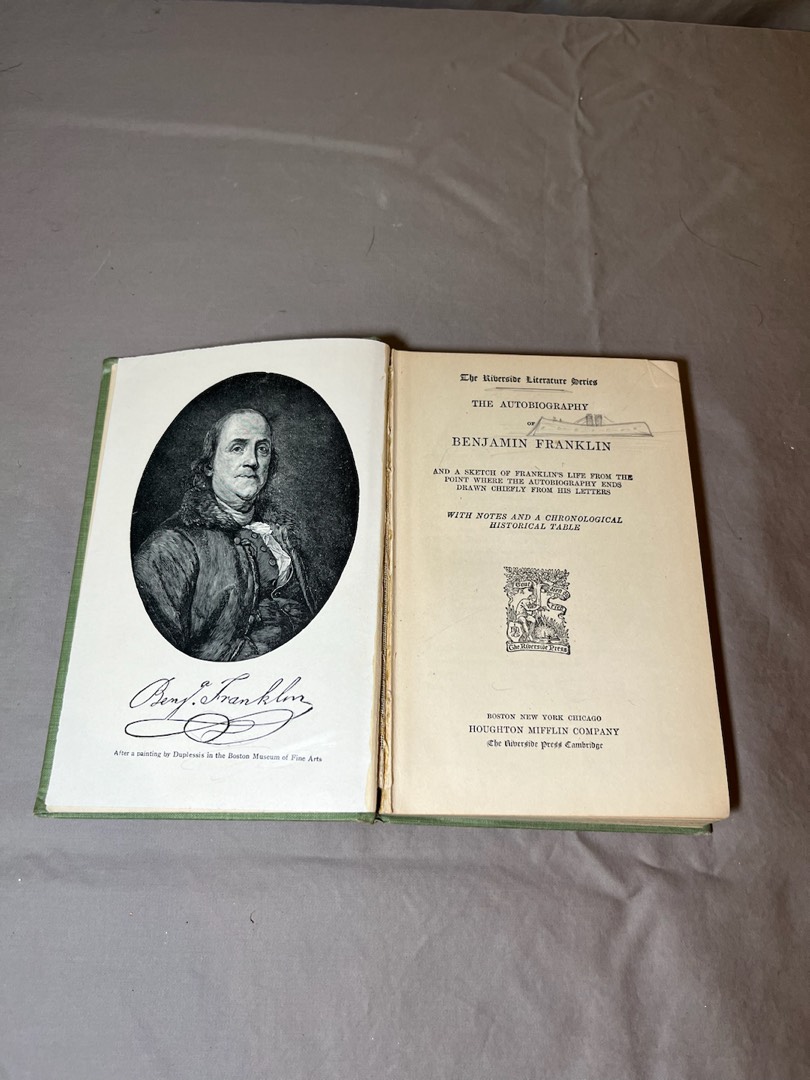 Benjª. Franklin
After a painting by Duplessis in the Boston Museum of Fine Arts
The Riverside Literature Series
THE AUTOBIOGRAPHY
OF
BENJAMIN FRANKLIN
AND A SKETCH OF FRANKLIN'S LIFE FROM THE
POINT WHERE THE AUTOBIOGRAPHY ENDS
DRAWN CHIEFLY FROM HIS LETTERS
WITH NOTES AND A CHRONOLOGICAL
HISTORICAL TABLE
The Riverside Press
BOSTON NEW YORK CHICAGO
HOUGHTON MIFFLIN COMPANY
The Riverside Press Cambridge